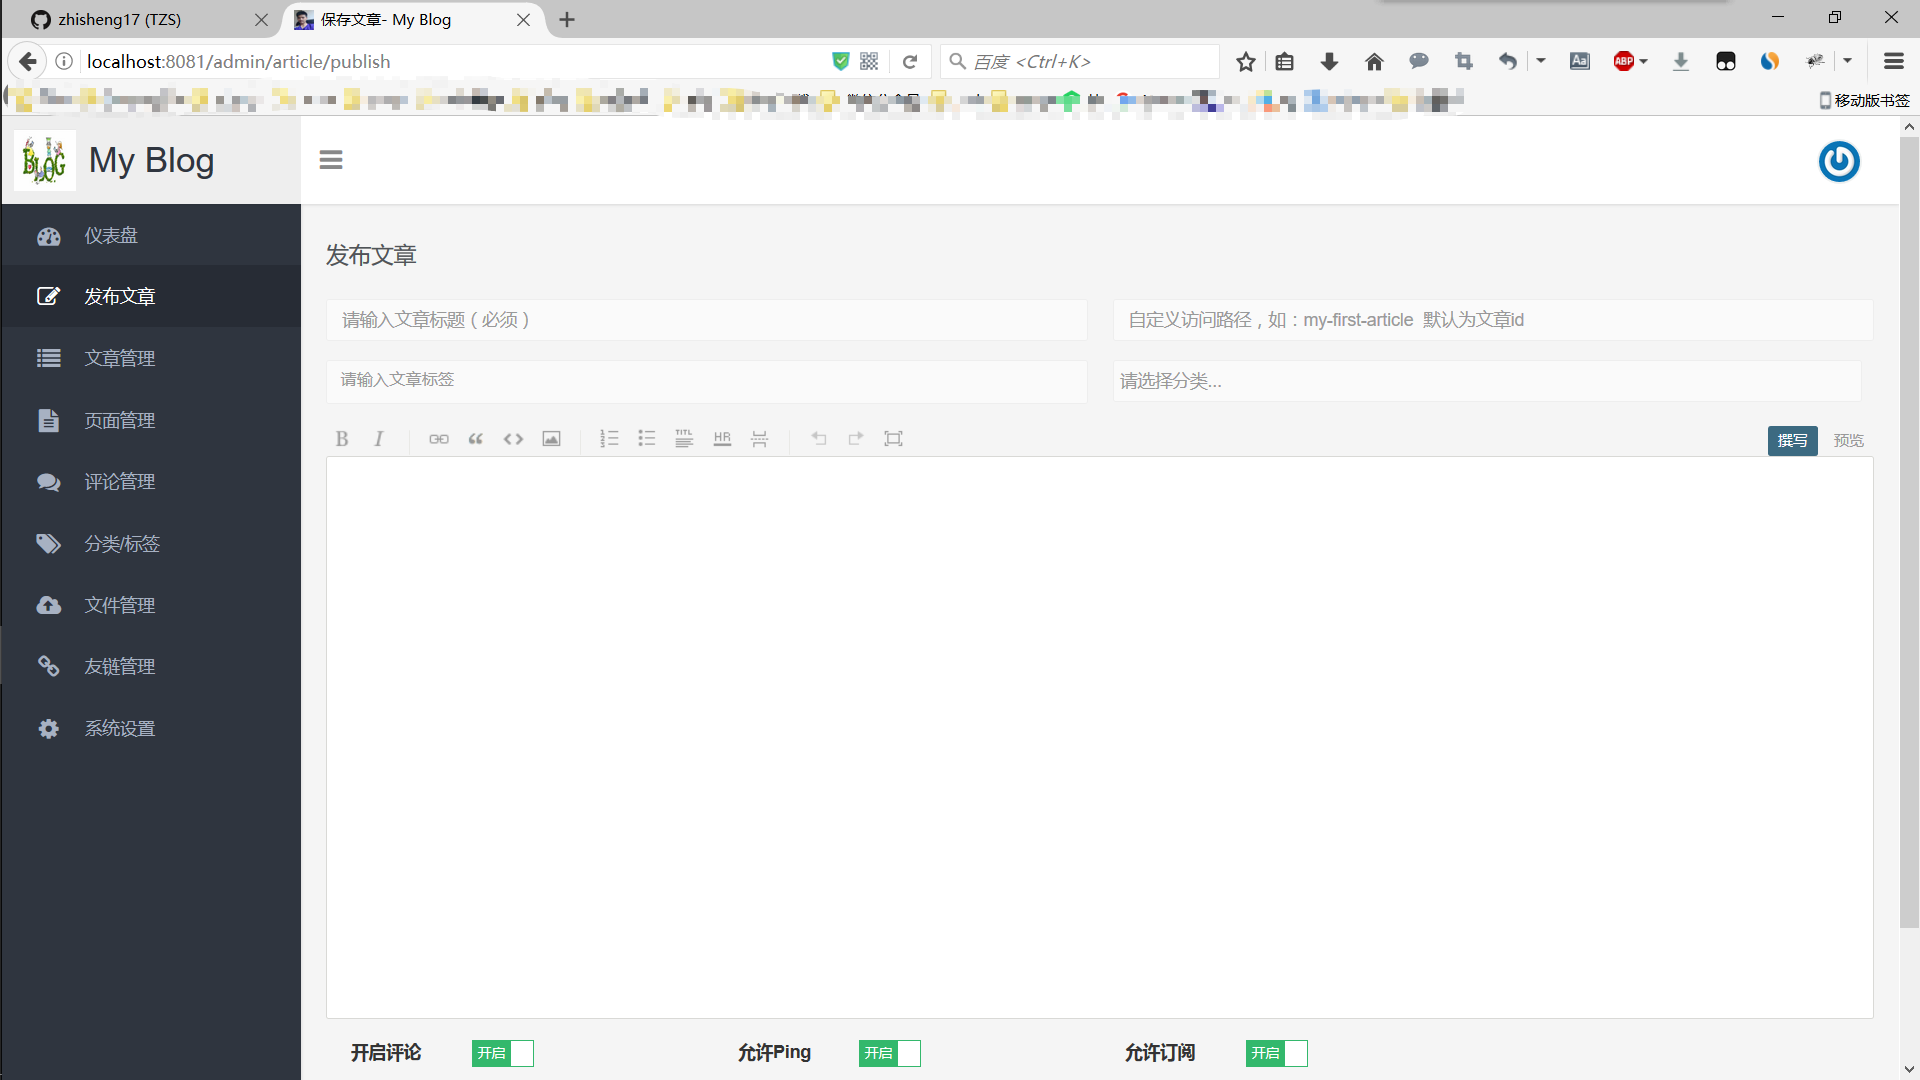 zhisheng17 (TZS)
保存文章- My Blog
localhost:8081/admin/article/publish
百度 <Ctrl+K>
Aa
ABP
移动版书签
BLOG
My Blog
仪表盘
发布文章
文章管理
页面管理
评论管理
分类/标签
文件管理
友链管理
系统设置
发布文章
请输入文章标题（必须）
自定义访问路径，如：my-first-article 默认为文章id
请输入文章标签
请选择分类...
B I
TITL
HR
撰写
预览
开启评论 开启
允许Ping 开启
允许订阅 开启